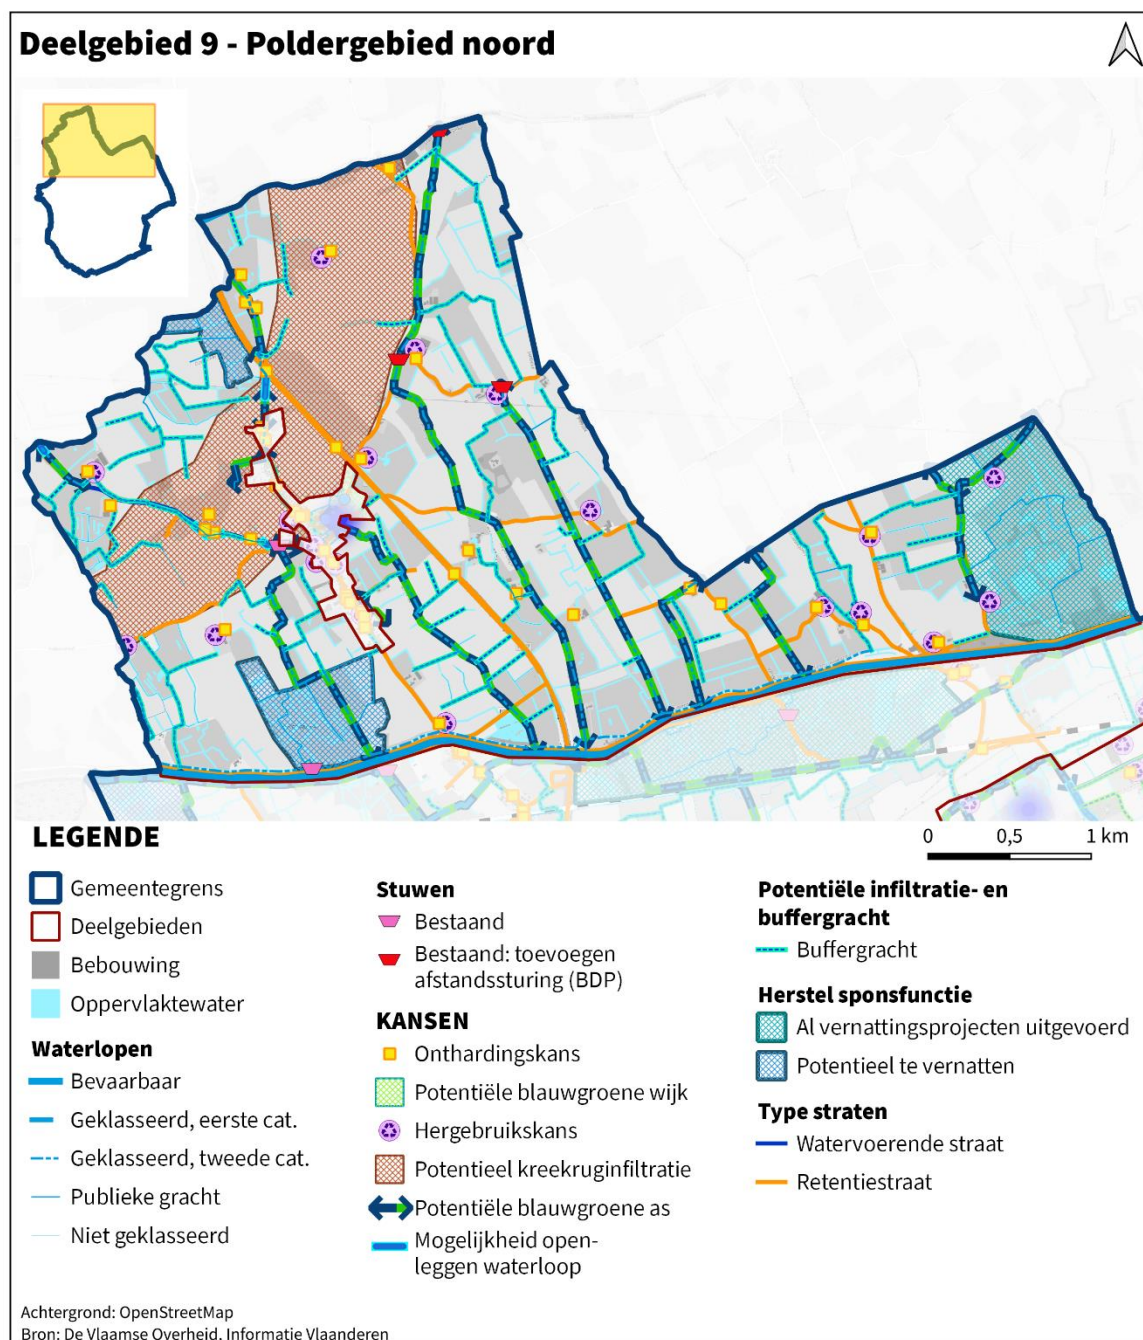 Deelgebied 9 - Poldergebied noord
0 0,5 1 km
LEGENDE
Gemeentegrens
Deelgebieden
Bebouwing
Oppervlaktewater
Waterlopen
Bevaarbaar
Geklasseerd, eerste cat.
Geklasseerd, tweede cat.
Publieke gracht
Niet geklasseerd
Stuwen
Bestaand
Bestaand: toevoegen
afstandssturing (BDP)
KANSEN
Onthardingskans
Potentiële blauwgroene wijk
Hergebruikskans
Potentieel kreekruginfiltratie
Potentiële blauwgroene as
Mogelijkheid open-
leggen waterloop
Potentiële infiltratie- en
buffergracht
Buffergracht
Herstel sponsfunctie
Al vernattingsprojecten uitgevoerd
Potentieel te vernatten
Type straten
Watervoerende straat
Retentiestraat
Achtergrond: OpenStreetMap
Bron: De Vlaamse Overheid, Informatie Vlaanderen